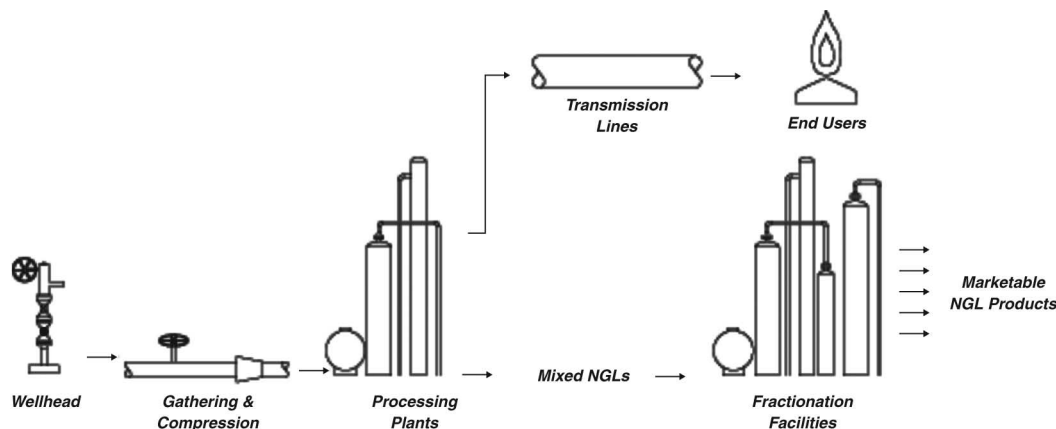 Transmission
Lines
End Users
Marketable
NGL Products
Mixed NGLs
Wellhead
Gathering &
Compression
Processing
Plants
Fractionation
Facilities